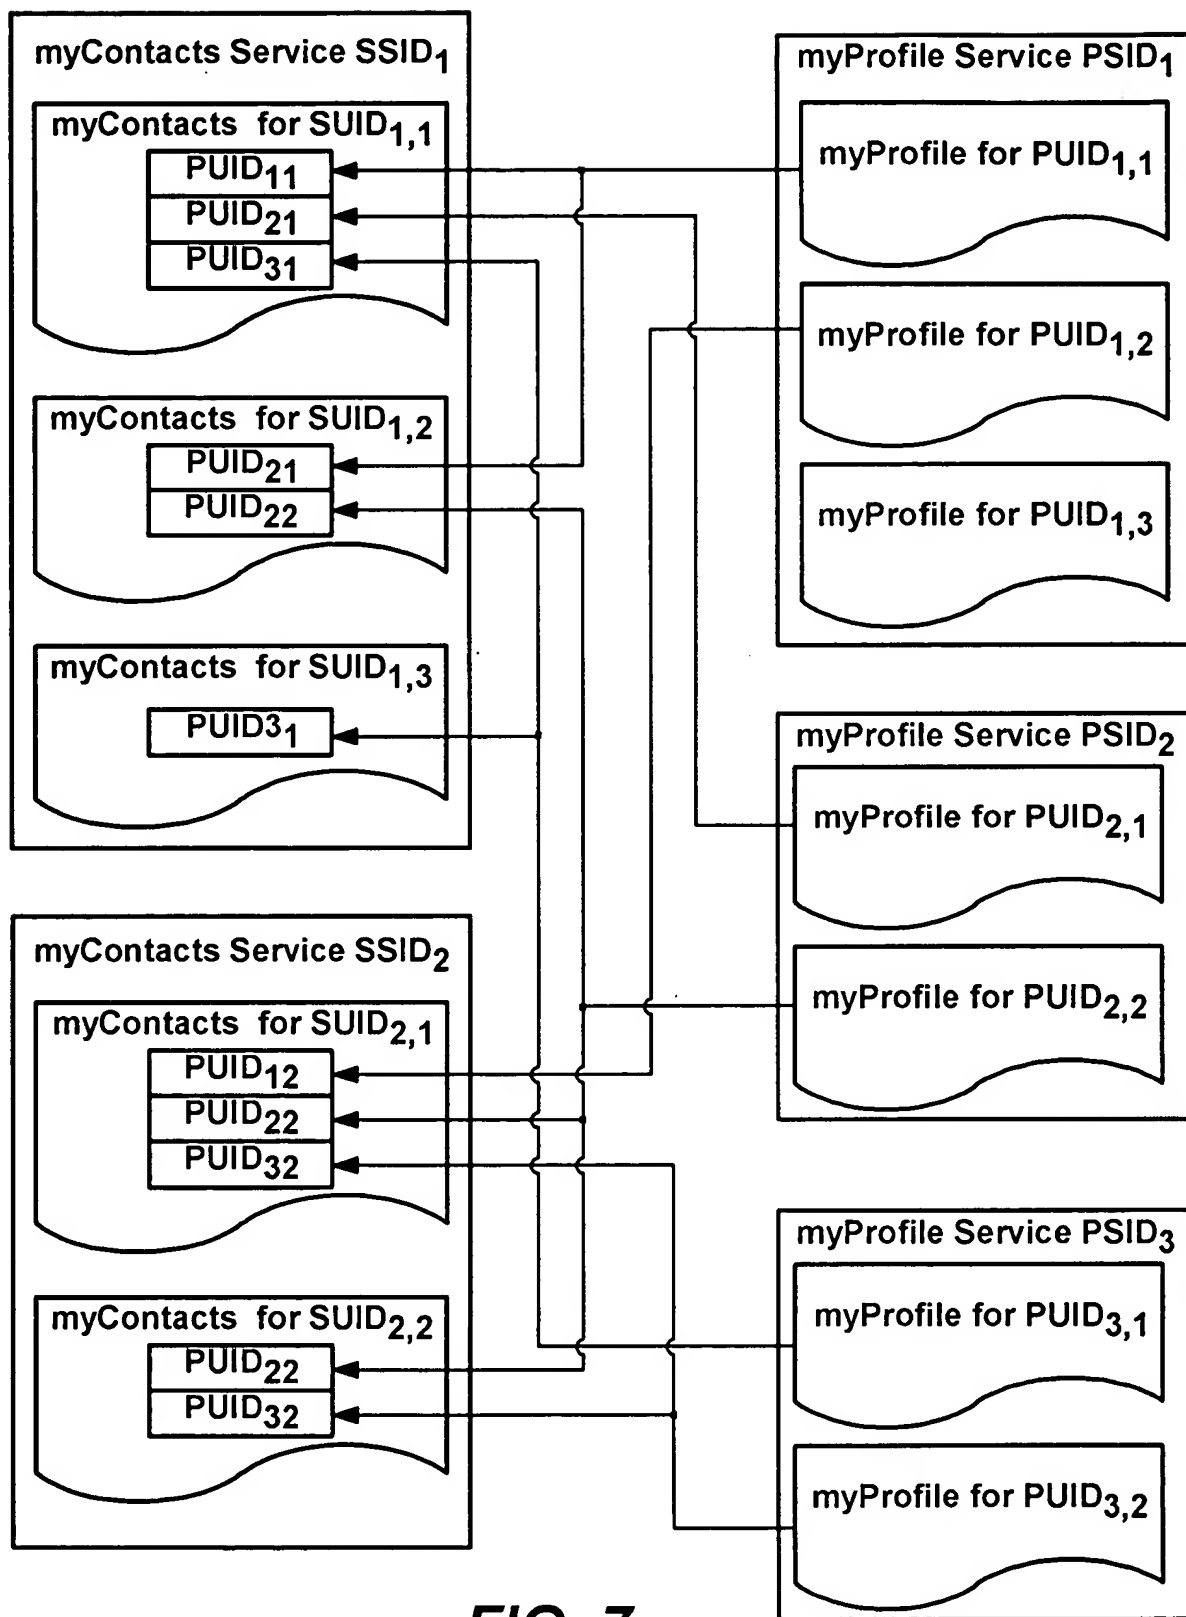 myContacts Service SSID1
myContacts for SUID1,1
PUID11
PUID21
PUID31
myContacts for SUID1,2
PUID21
PUID22
myContacts for SUID1,3
PUID31
myContacts Service SSID2
myContacts for SUID2,1
PUID12
PUID22
PUID32
myContacts for SUID2,2
PUID22
PUID32
myProfile Service PSID1
myProfile for PUID1,1
myProfile for PUID1,2
myProfile for PUID1,3
myProfile Service PSID2
myProfile for PUID2,1
myProfile for PUID2,2
myProfile Service PSID3
myProfile for PUID3,1
myProfile for PUID3,2
FIG. 7